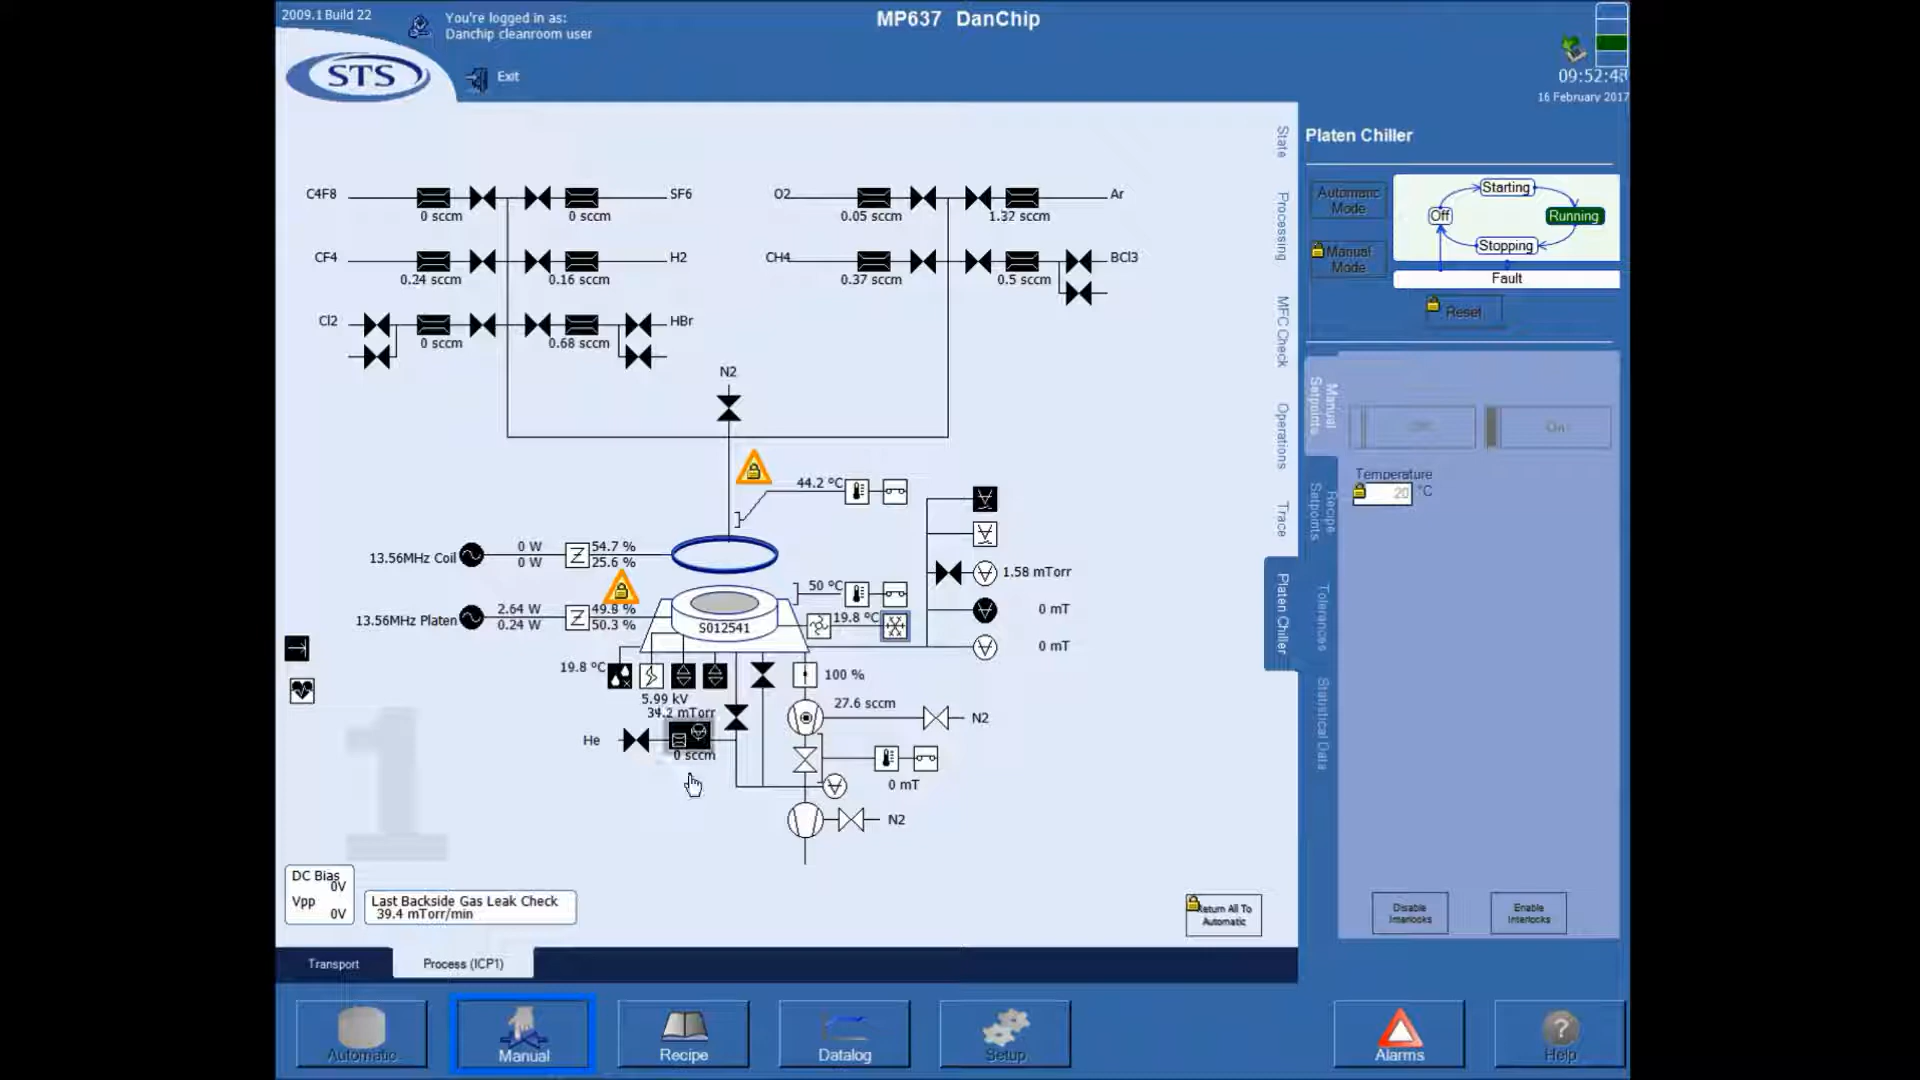 2009.1 Build 22
You're logged in as:
Danchip cleanroom user
MP637 DanChip
STS
Exit
09:52:48
16 February 2017
C4F8
0 sccm
0 sccm
SF6
O2
0.05 sccm
1.32 sccm
Ar
CF4
0.24 sccm
0.16 sccm
H2
CH4
0.37 sccm
0.5 sccm
BCl3
Cl2
0 sccm
0.68 sccm
HBr
N2
44.2 ºC
13.56MHz Coil
0 W
0 W
Z
54.7 %
25.6 %
1.58 mTorr
50 ºC
13.56MHz Platen
2.64 W
0.24 W
Z
49.8 %
50.3 %
S012541
19.8 ºC
0 mT
0 mT
19.8 ºC
5.99 kV
34.2 mTorr
100 %
27.6 sccm
N2
He
0 sccm
0 mT
N2
1
DC Bias
0V
Vpp
0V
Last Backside Gas Leak Check
39.4 mTorr/min
Return All To
Automatic
State
Processing
MFC Check
Operations
Trace
Platen Chiller
Platen Chiller
Automatic
Mode
Manual
Mode
Starting
Off
Running
Stopping
Fault
Reset
Manual
Setpoints
Recipe
Setpoints
Tolerances
Statistical Data
On
Temperature
20 °C
Disable
Interlocks
Enable
Interlocks
Transport
Process (ICP1)
Automatic
Manual
Recipe
Datalog
Setup
Alarms
Help